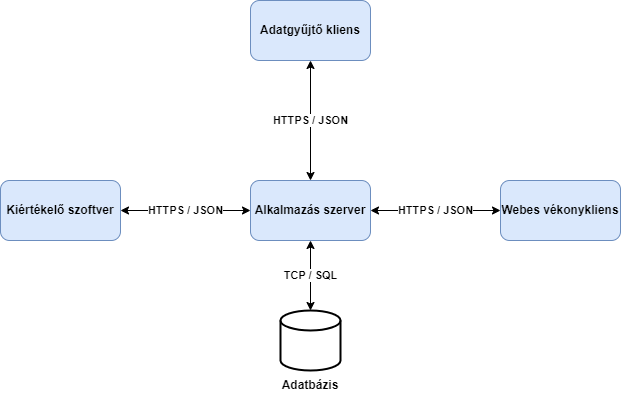 Adatgyűjtő kliens
HTTPS / JSON
Kiértékelő szoftver
HTTPS / JSON
Alkalmazás szerver
HTTPS / JSON
Webes vékonykliens
TCP / SQL
Adatbázis